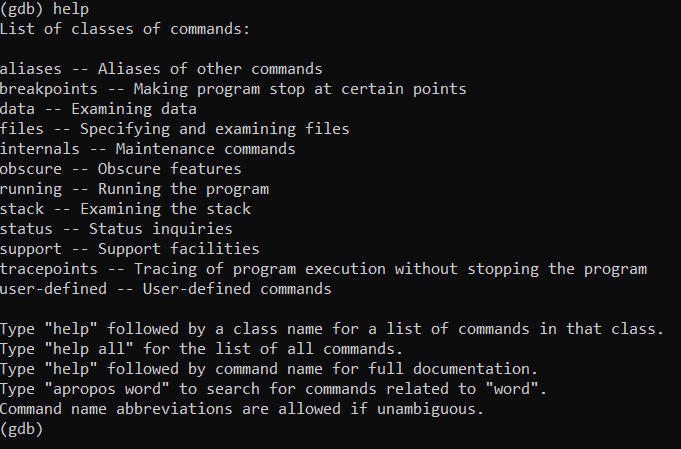 (gdb) help
List of classes of commands:

aliases -- Aliases of other commands
breakpoints -- Making program stop at certain points
data -- Examining data
files -- Specifying and examining files
internals -- Maintenance commands
obscure -- Obscure features
running -- Running the program
stack -- Examining the stack
status -- Status inquiries
support -- Support facilities
tracepoints -- Tracing of program execution without stopping the program
user-defined -- User-defined commands

Type "help" followed by a class name for a list of commands in that class.
Type "help all" for the list of all commands.
Type "help" followed by command name for full documentation.
Type "apropos word" to search for commands related to "word".
Command name abbreviations are allowed if unambiguous.
(gdb)